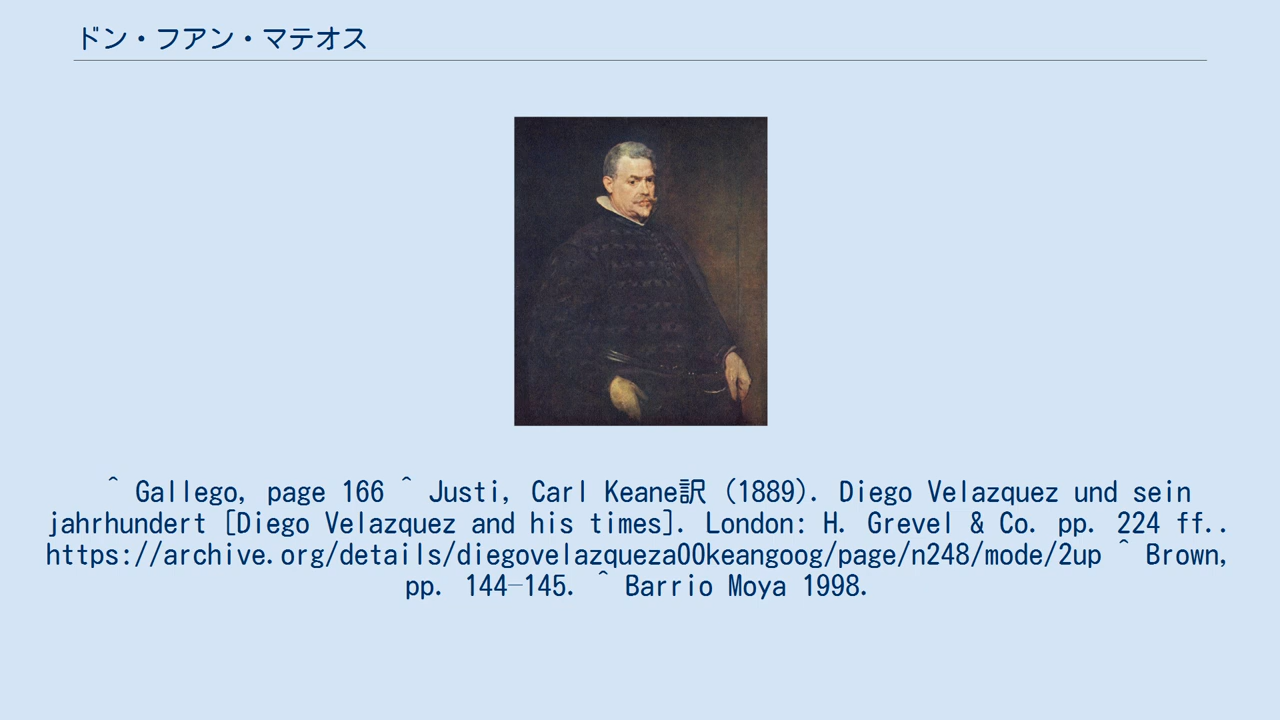 ドン・フアン・マテオス
^ Gallego, page 166 ^ Justi, Carl Keane訳 (1889). Diego Velazquez und sein
jahrhundert [Diego Velazquez and his times]. London: H. Grevel & Co. pp. 224 ff..
https://archive.org/details/diegovelazqueza00keangoog/page/n248/mode/2up ^ Brown,
pp. 144–145. ^ Barrio Moya 1998.